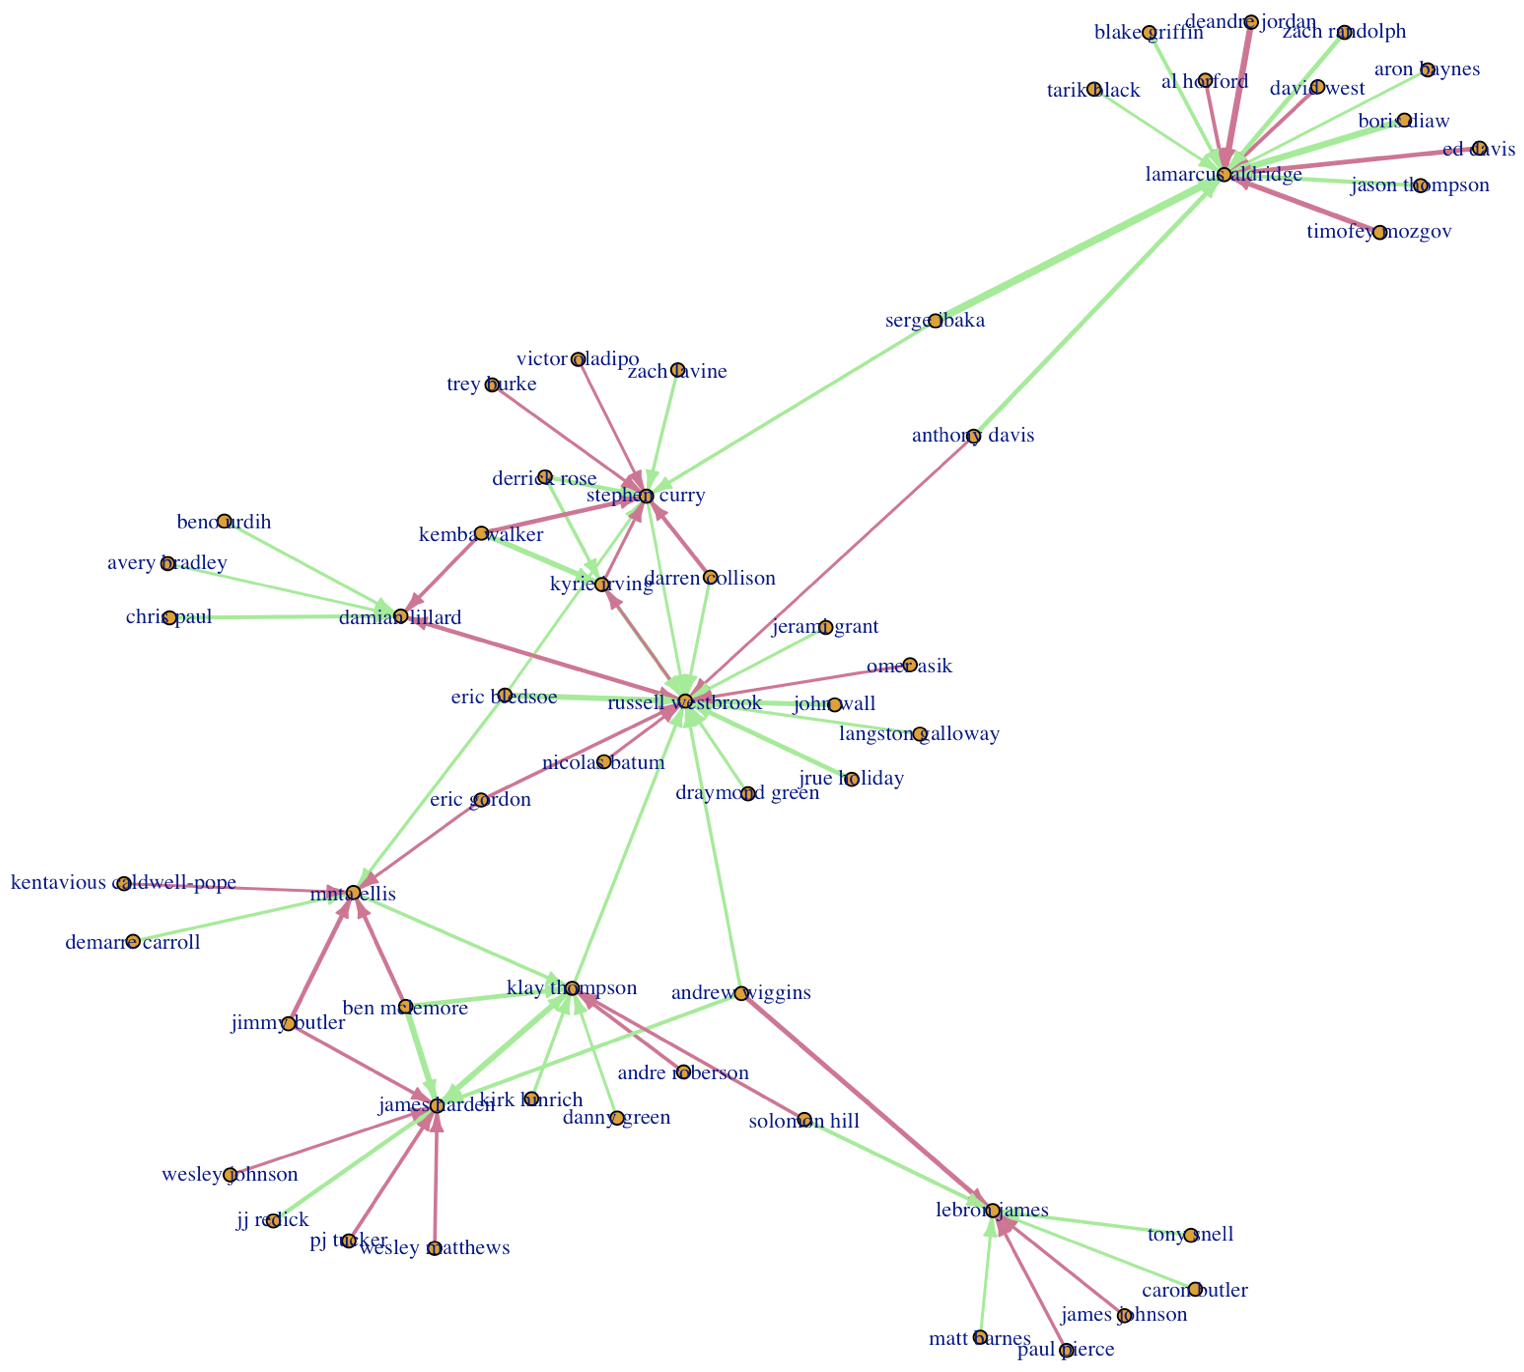 deandre jordan
blake griffin
zach randolph
aron baynes
al horford
david west
tarik black
boris diaw
ed davis
lamarcus aldridge
jason thompson
timofey mozgov
serge ibaka
victor oladipo
zach lavine
trey burke
anthony davis
derrick rose
stephen curry
beno urdih
kemba walker
avery bradley
kyrie irving
darren collison
chris paul
damian lillard
jerami grant
omer asik
eric bledsoe
russell westbrook
john wall
langston galloway
nicolas batum
jrue holiday
draymond green
eric gordon
kentavious caldwell-pope
mnta ellis
demarre carroll
klay thompson
andrew wiggins
ben mclemore
jimmy butler
andre roberson
james harden
kirk hinrich
danny green
solomon hill
wesley johnson
lebron james
jj redick
tony snell
pj tucker
wesley matthews
caron butler
james johnson
matt barnes
paul pierce